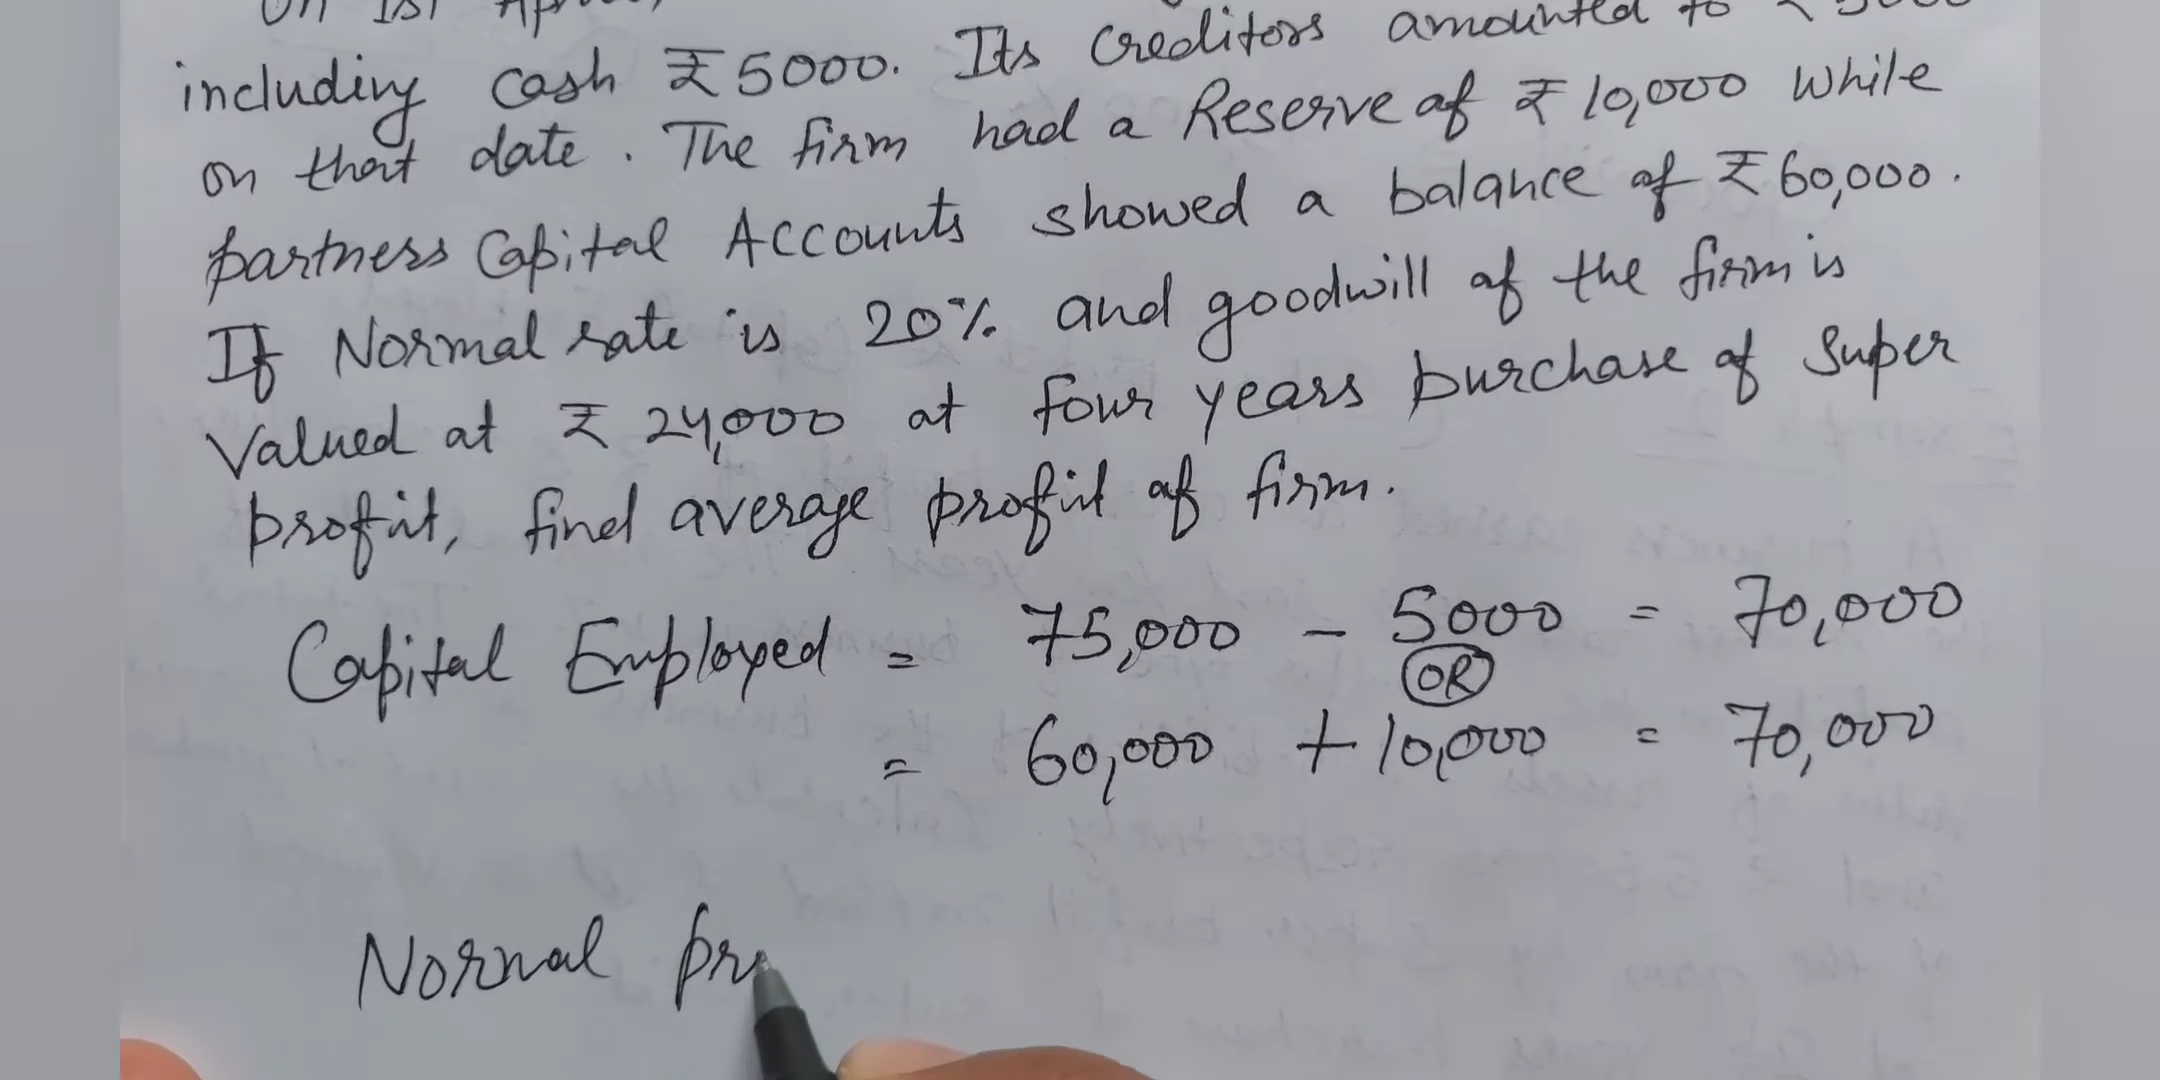 including Cash ₹5000. Its Creditors amounted to ₹ 5000
on that date. The firm had a Reserve of ₹10,000 while
partners Capital Accounts showed a balance of ₹60,000.
If Normal rate is 20% and goodwill of the firm is
Valued at ₹ 24,000 at four years purchase of Super
profit, find average profit of firm.
Capital Employed = 75,000 - 5000 = 70,000
OR
= 60,000 + 10,000 = 70,000
Normal pr